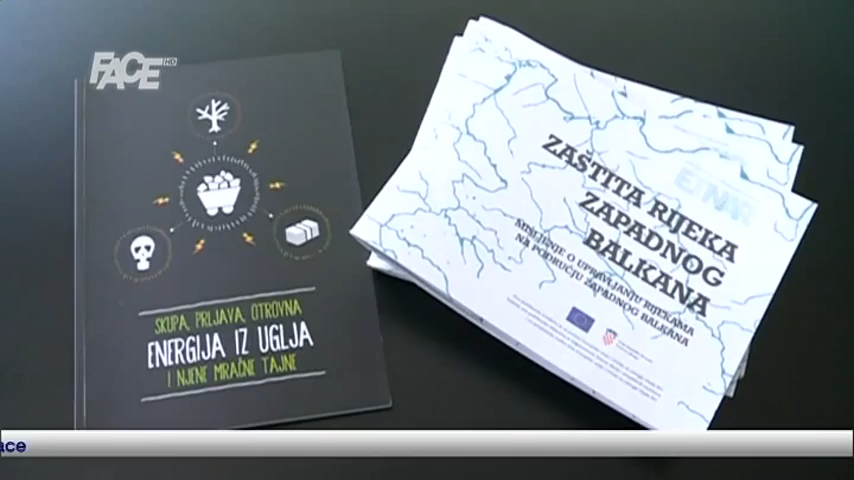 FACE HD
SKUPA, PRLJAVA, OTROVNA
ENERGIJA IZ UGLJA
I NJENE MRAČNE TAJNE
ZAŠTITA RIJEKA
ZAPADNOG
BALKANA
MIŠLJENJE O UPRAVLJANJU RIJEKAMA
NA PODRUČJU ZAPADNOG BALKANA
ace